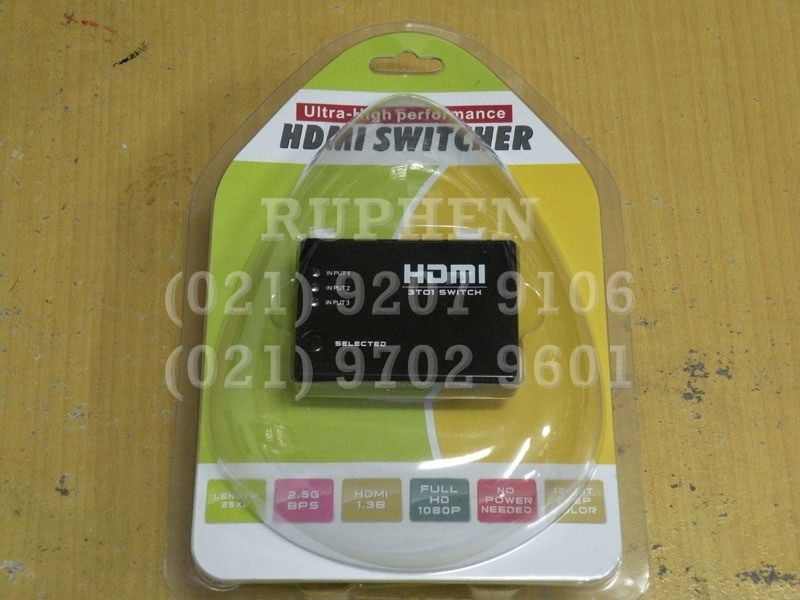 Ultra-High performance
HDMI SWITCHER
RUPHEN
HDMI
3TO1 SWITCH
INPUT 1
INPUT 2
INPUT 3
(021) 9201 9106
SELECTED
(021) 9702 9601
LENGTH
2.5G
BPS
HDMI
1.3B
FULL
HD
1080P
NO
POWER
NEEDED